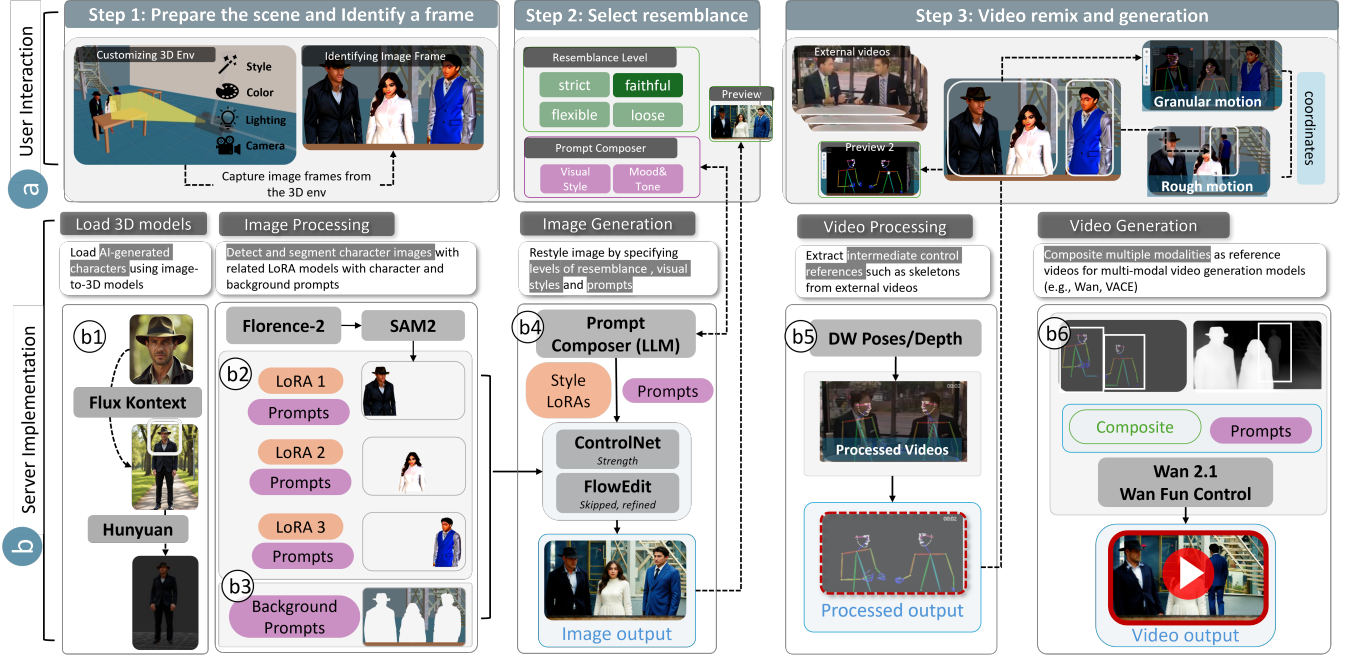 Step 1: Prepare the scene and Identify a frame
Step 2: Select resemblance
Step 3: Video remix and generation
User Interaction
a
Customizing 3D Env
Style
Color
Lighting
Camera
Identifying Image Frame
Capture image frames from
the 3D env
Resemblance Level
strict
faithful
flexible
loose
Prompt Composer
Visual
Style
Mood&
Tone
Preview
External videos
Preview 2
Granular motion
Rough motion
coordinates
Server Implementation
b
Load 3D models
Load AI-generated
characters using image-
to-3D models
b1
Flux Kontext
Hunyuan
Image Processing
Detect and segment character images with
related LoRA models with character and
background prompts
Florence-2
SAM2
b2
LoRA 1
Prompts
LoRA 2
Prompts
LoRA 3
Prompts
b3
Background
Prompts
Image Generation
Restyle image by specifying
levels of resemblance , visual
styles and prompts
b4
Prompt
Composer (LLM)
Style
LoRAs
Prompts
ControlNet
Strength
FlowEdit
Skipped, refined
Image output
Video Processing
Extract intermediate control
references such as skeletons
from external videos
b5
DW Poses/Depth
00:02
Processed Videos
00:02
Processed output
Video Generation
Composite multiple modalities as reference
videos for multi-modal video generation models
(e.g., Wan, VACE)
b6
Composite
Prompts
Wan 2.1
Wan Fun Control
Video output